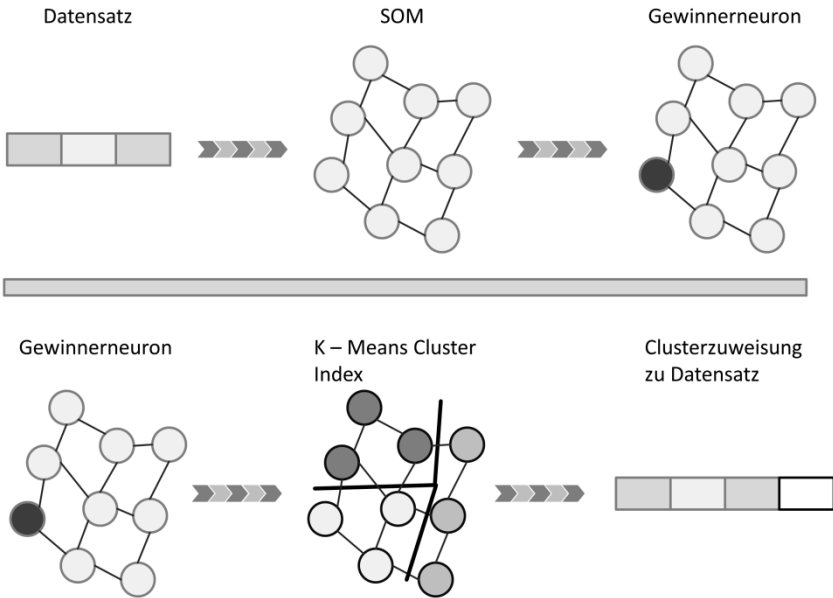 Datensatz
SOM
Gewinnerneuron
Gewinnerneuron
K – Means Cluster
Index
Clusterzuweisung
zu Datensatz